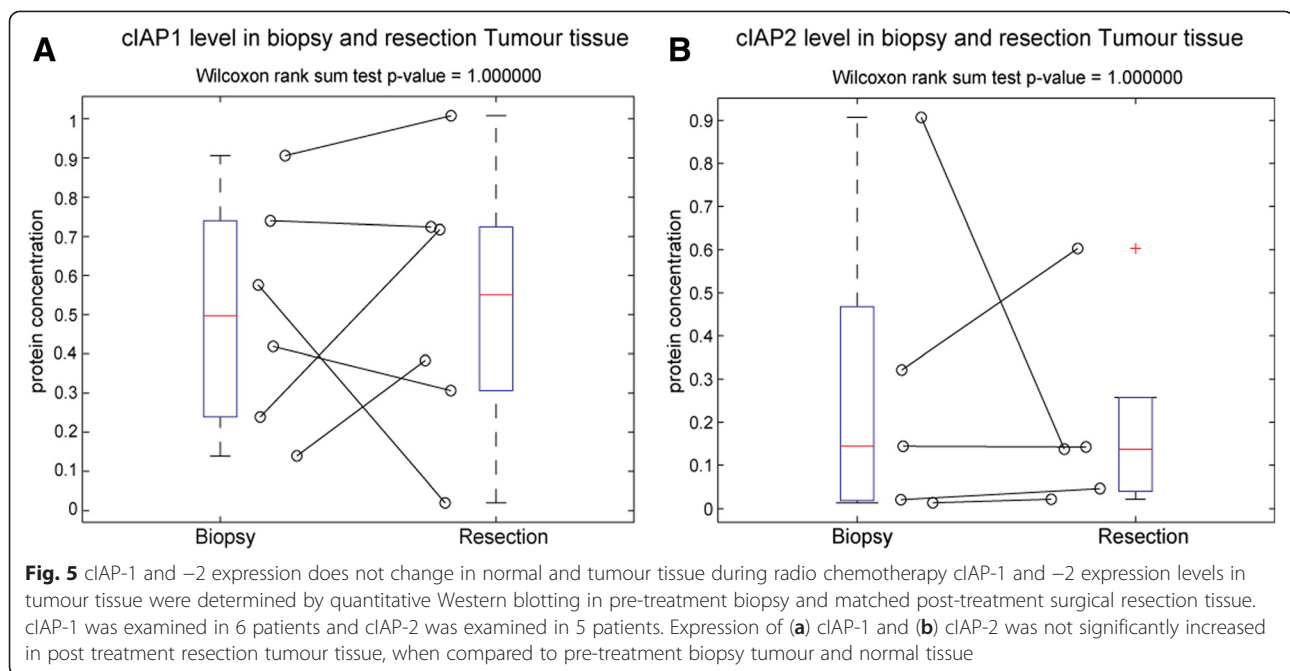 A
cIAP1 level in biopsy and resection Tumour tissue
Wilcoxon rank sum test p-value = 1.000000
1
0.9
0.8
0.7
0.6
0.5
0.4
0.3
0.2
0.1
0
protein concentration
Biopsy
Resection
B
cIAP2 level in biopsy and resection Tumour tissue
Wilcoxon rank sum test p-value = 1.000000
0.9
0.8
0.7
0.6
0.5
0.4
0.3
0.2
0.1
0
protein concentration
Biopsy
Resection
Fig. 5 cIAP-1 and −2 expression does not change in normal and tumour tissue during radio chemotherapy cIAP-1 and −2 expression levels in
tumour tissue were determined by quantitative Western blotting in pre-treatment biopsy and matched post-treatment surgical resection tissue.
cIAP-1 was examined in 6 patients and cIAP-2 was examined in 5 patients. Expression of (a) cIAP-1 and (b) cIAP-2 was not significantly increased
in post treatment resection tumour tissue, when compared to pre-treatment biopsy tumour and normal tissue